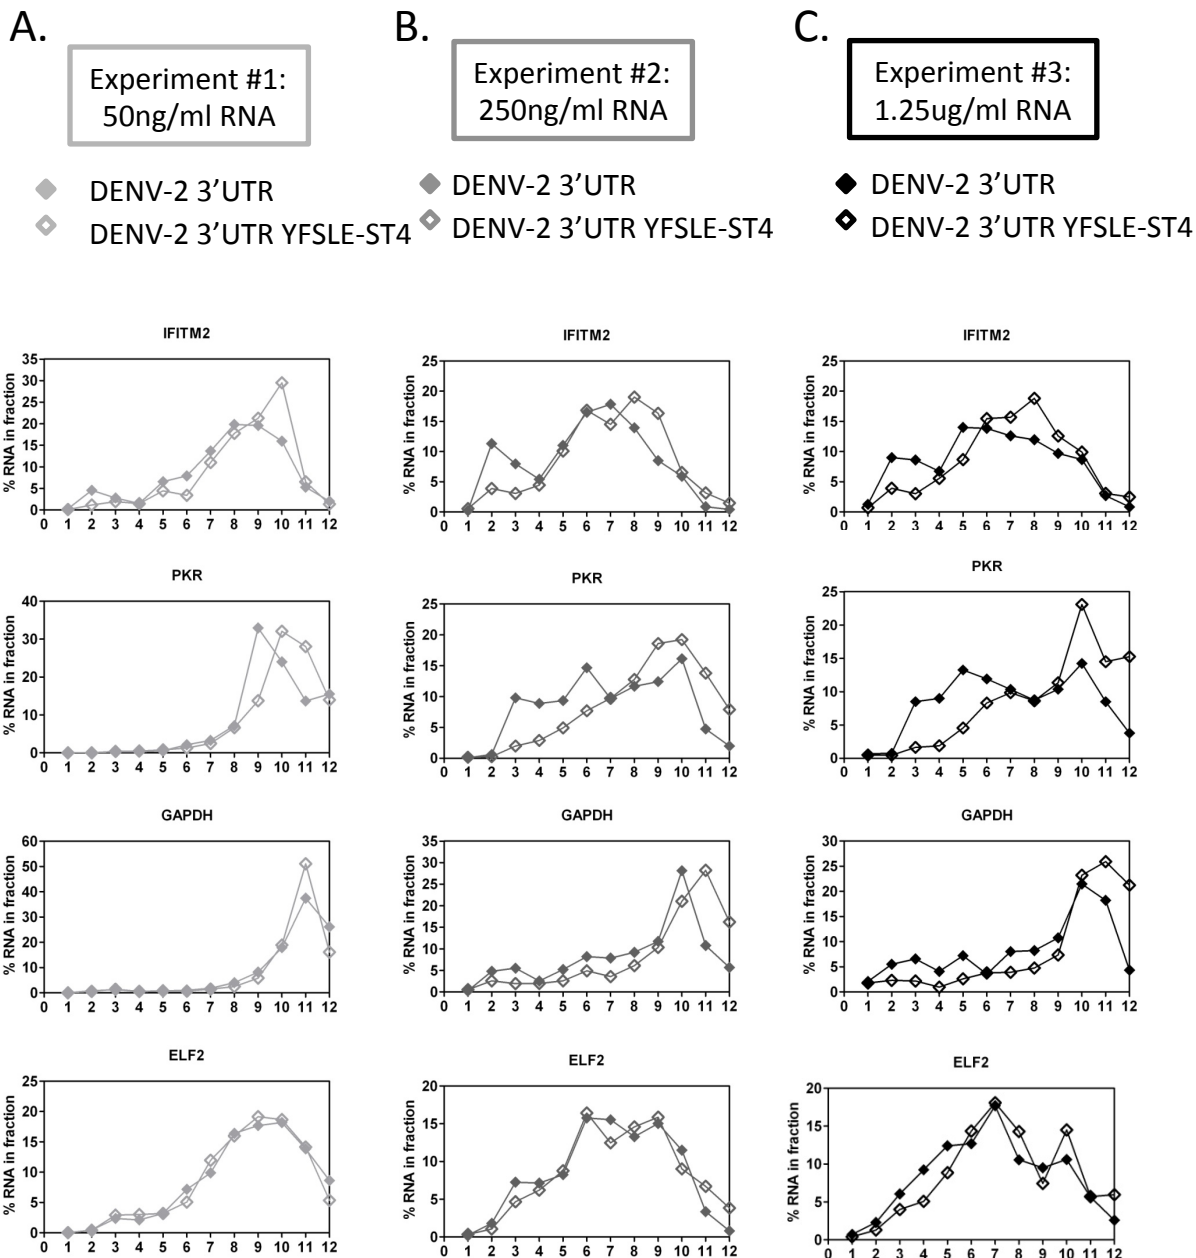 A.
Experiment #1:
50ng/ml RNA
DENV-2 3’UTR
DENV-2 3’UTR YFSLE-ST4
B.
Experiment #2:
250ng/ml RNA
DENV-2 3’UTR
DENV-2 3’UTR YFSLE-ST4
C.
Experiment #3:
1.25ug/ml RNA
DENV-2 3’UTR
DENV-2 3’UTR YFSLE-ST4
IFITM2
% RNA in fraction
35
30
25
20
15
10
5
0
0 1 2 3 4 5 6 7 8 9 10 11 12
IFITM2
% RNA in fraction
25
20
15
10
5
0
0 1 2 3 4 5 6 7 8 9 10 11 12
IFITM2
% RNA in fraction
25
20
15
10
5
0
0 1 2 3 4 5 6 7 8 9 10 11 12
PKR
% RNA in fraction
40
30
20
10
0
0 1 2 3 4 5 6 7 8 9 10 11 12
PKR
% RNA in fraction
25
20
15
10
5
0
0 1 2 3 4 5 6 7 8 9 10 11 12
PKR
% RNA in fraction
25
20
15
10
5
0
0 1 2 3 4 5 6 7 8 9 10 11 12
GAPDH
% RNA in fraction
60
50
40
30
20
10
0
0 1 2 3 4 5 6 7 8 9 10 11 12
GAPDH
% RNA in fraction
35
30
25
20
15
10
5
0
0 1 2 3 4 5 6 7 8 9 10 11 12
GAPDH
% RNA in fraction
30
25
20
15
10
5
0
0 1 2 3 4 5 6 7 8 9 10 11 12
ELF2
% RNA in fraction
25
20
15
10
5
0
0 1 2 3 4 5 6 7 8 9 10 11 12
ELF2
% RNA in fraction
20
15
10
5
0
0 1 2 3 4 5 6 7 8 9 10 11 12
ELF2
% RNA in fraction
20
15
10
5
0
0 1 2 3 4 5 6 7 8 9 10 11 12